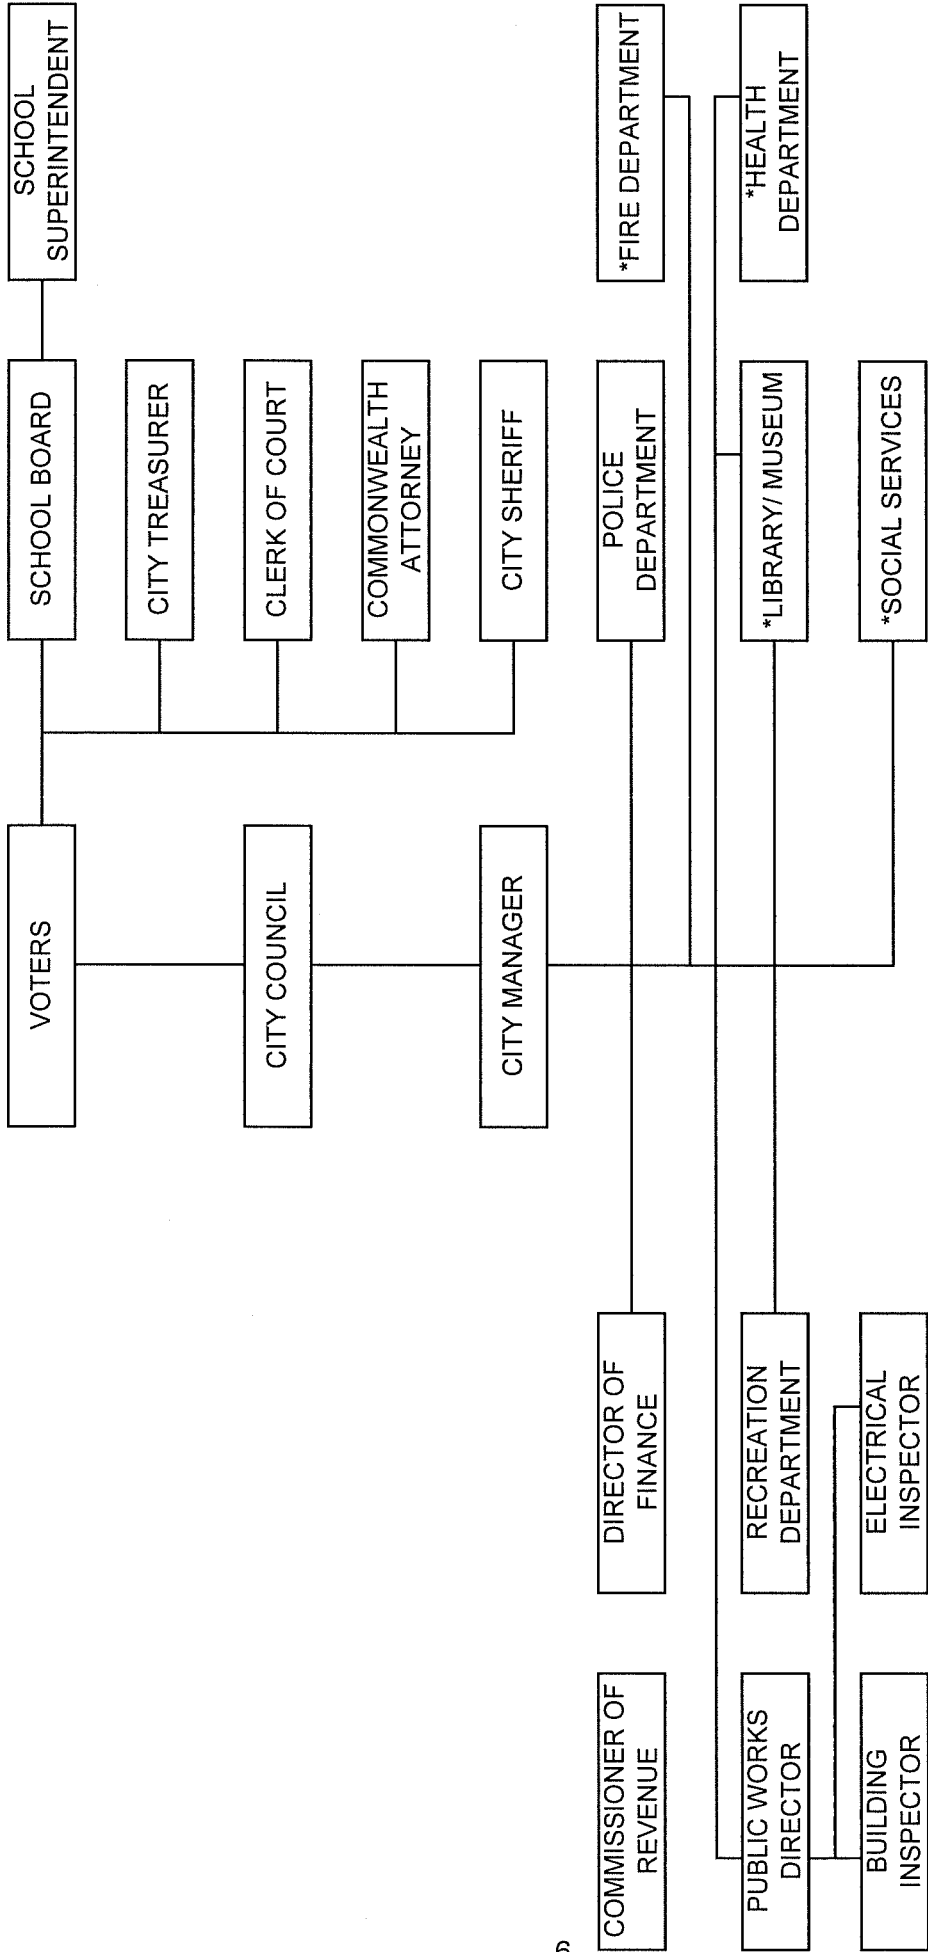 SCHOOL
SUPERINTENDENT
SCHOOL BOARD
VOTERS
CITY TREASURER
CLERK OF COURT
CITY COUNCIL
COMMONWEALTH
ATTORNEY
CITY SHERIFF
CITY MANAGER
*FIRE DEPARTMENT
POLICE
DEPARTMENT
DIRECTOR OF
FINANCE
COMMISSIONER OF
REVENUE
*HEALTH
DEPARTMENT
*LIBRARY/ MUSEUM
RECREATION
DEPARTMENT
PUBLIC WORKS
DIRECTOR
*SOCIAL SERVICES
ELECTRICAL
INSPECTOR
BUILDING
INSPECTOR
6